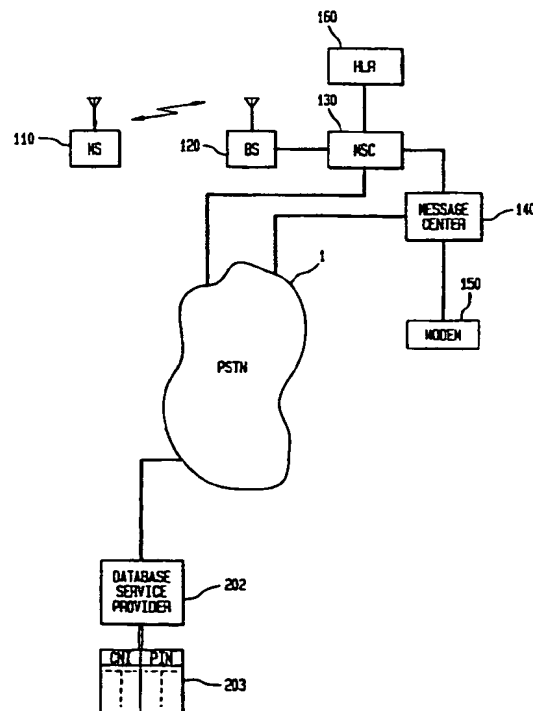 160
HLR
130
110
MS
120
BS
MSC
MESSAGE
CENTER
140
1
150
MODEM
PSTN
DATABASE
SERVICE
PROVIDER
202
CNI PIN
203